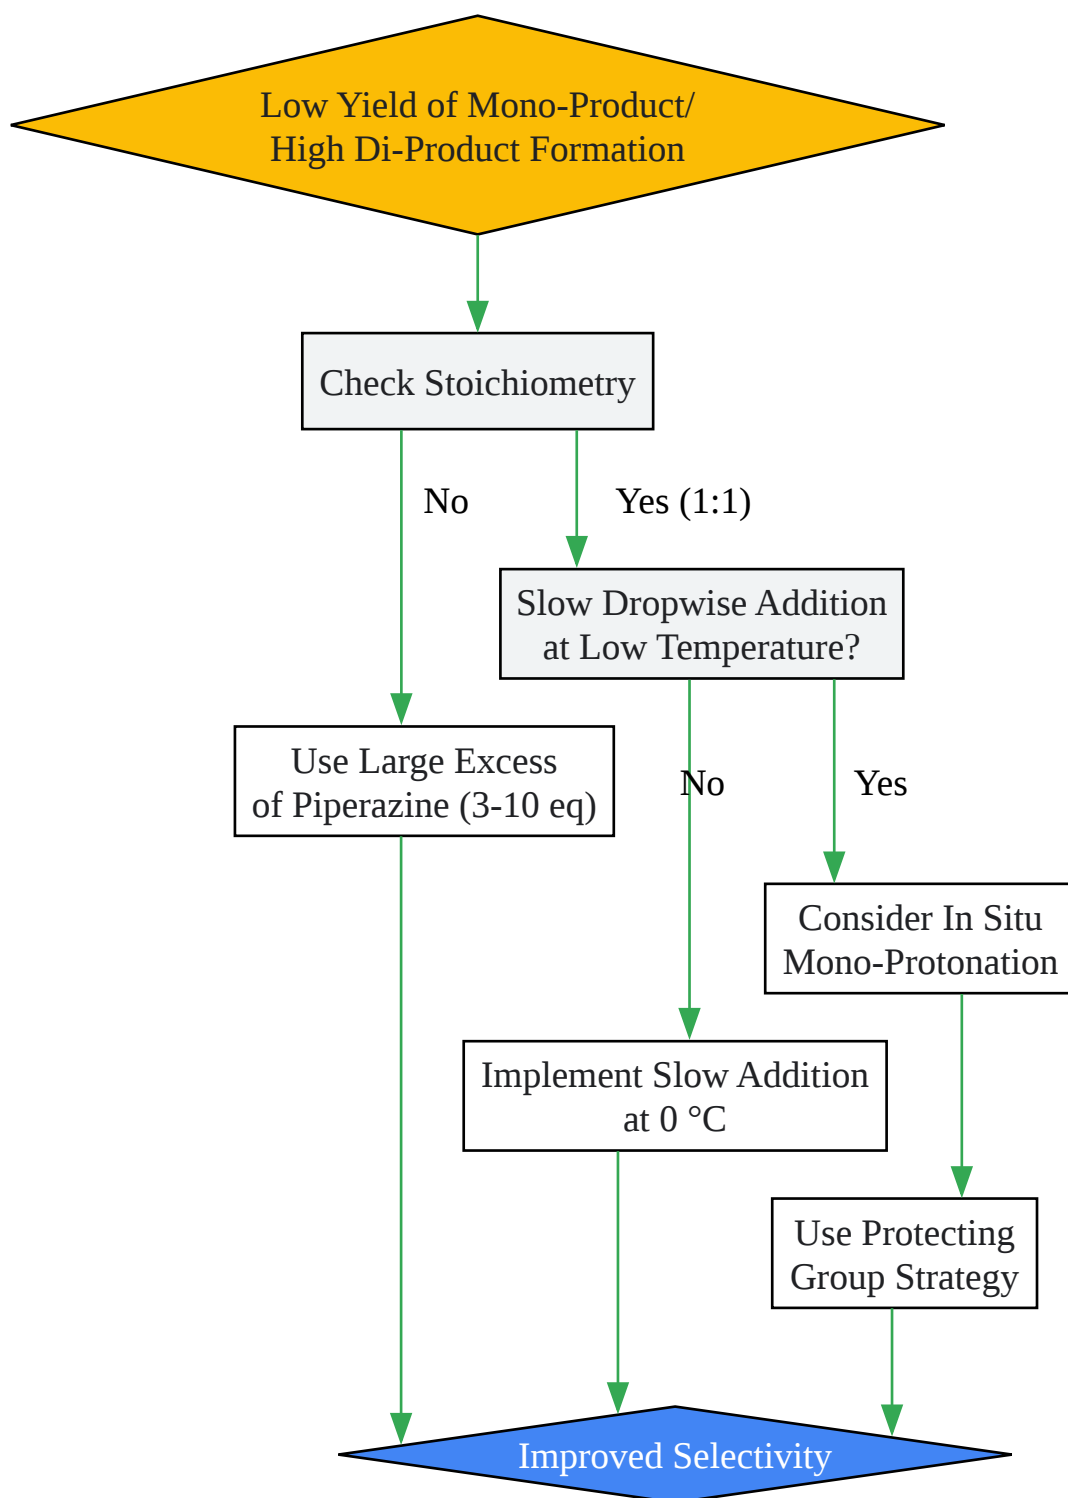 Low Yield of Mono-Product/
High Di-Product Formation
Check Stoichiometry
No
Yes (1:1)
Slow Dropwise Addition
at Low Temperature?
Use Large Excess
of Piperazine (3-10 eq)
No
Yes
Consider In Situ
Mono-Protonation
Implement Slow Addition
at 0 °C
Use Protecting
Group Strategy
Improved Selectivity